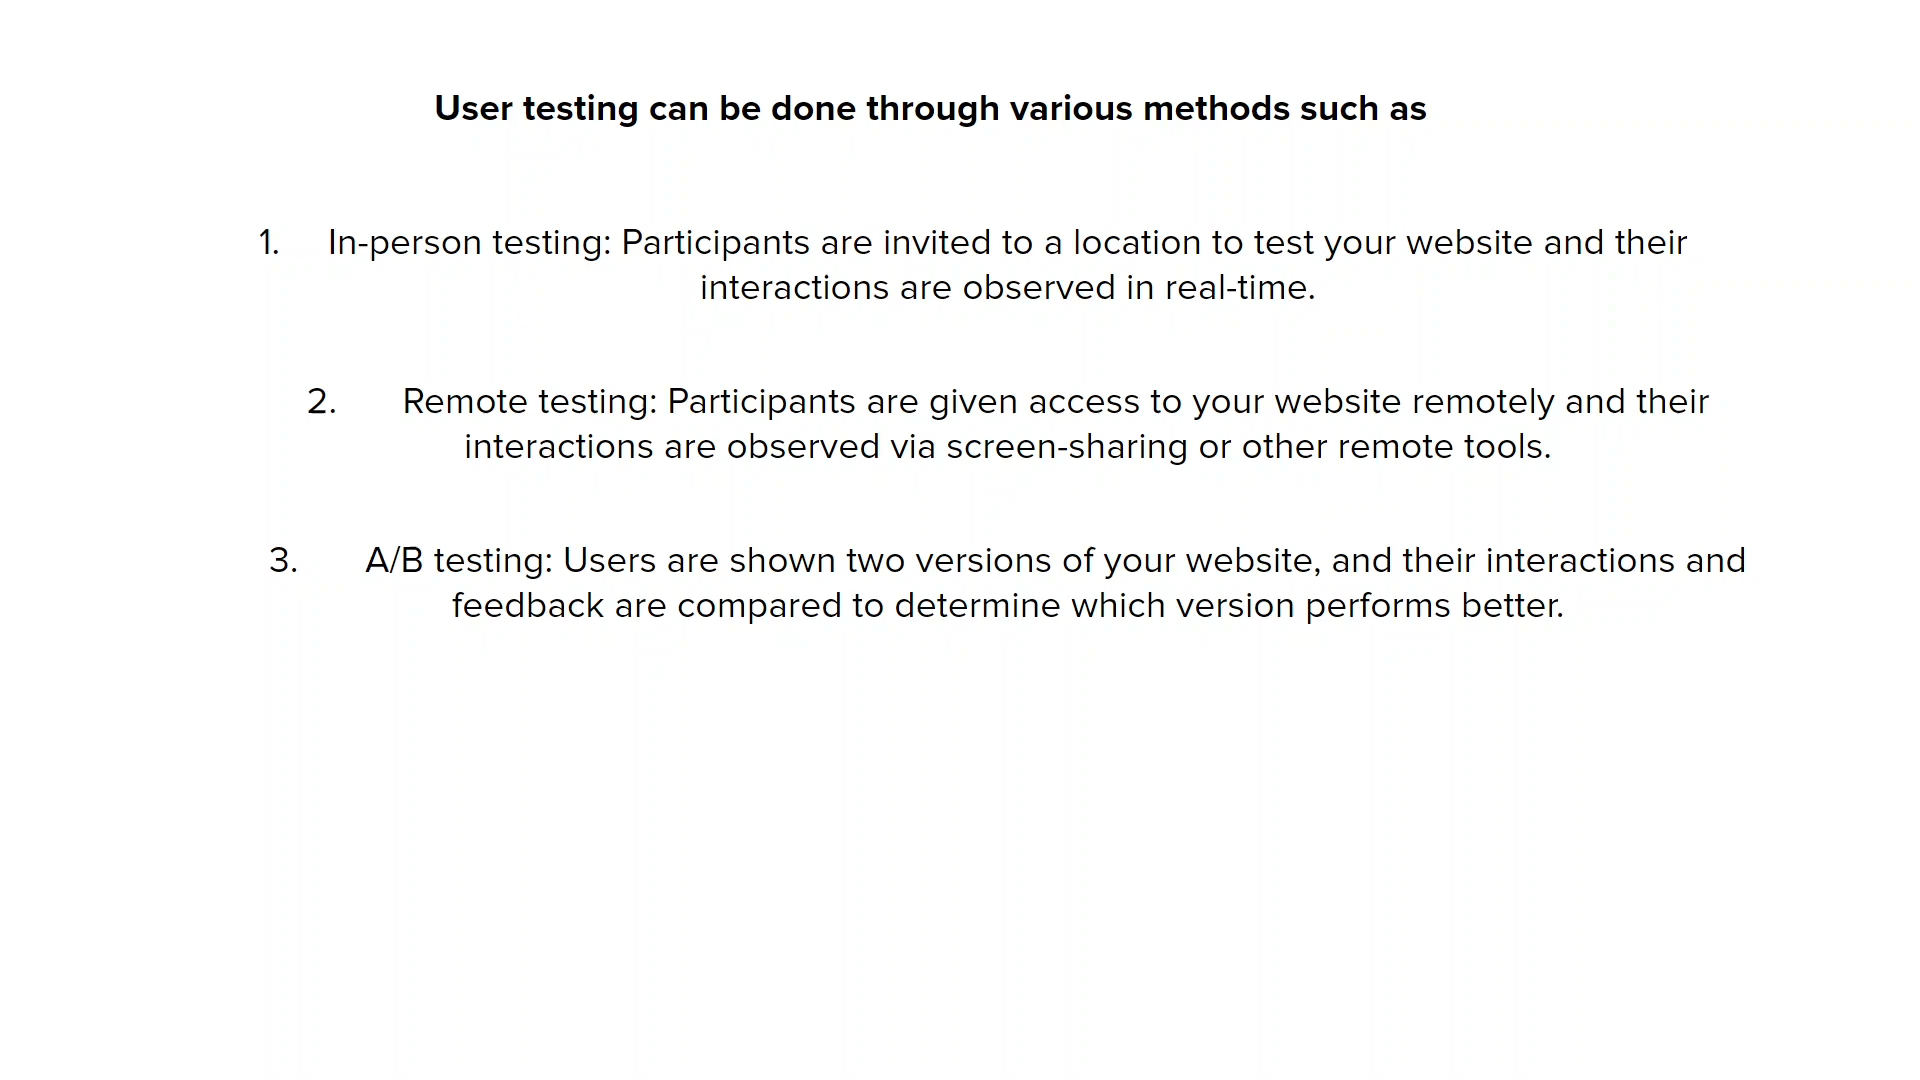 User testing can be done through various methods such as
1. In-person testing: Participants are invited to a location to test your website and their
interactions are observed in real-time.
2. Remote testing: Participants are given access to your website remotely and their
interactions are observed via screen-sharing or other remote tools.
3. A/B testing: Users are shown two versions of your website, and their interactions and
feedback are compared to determine which version performs better.